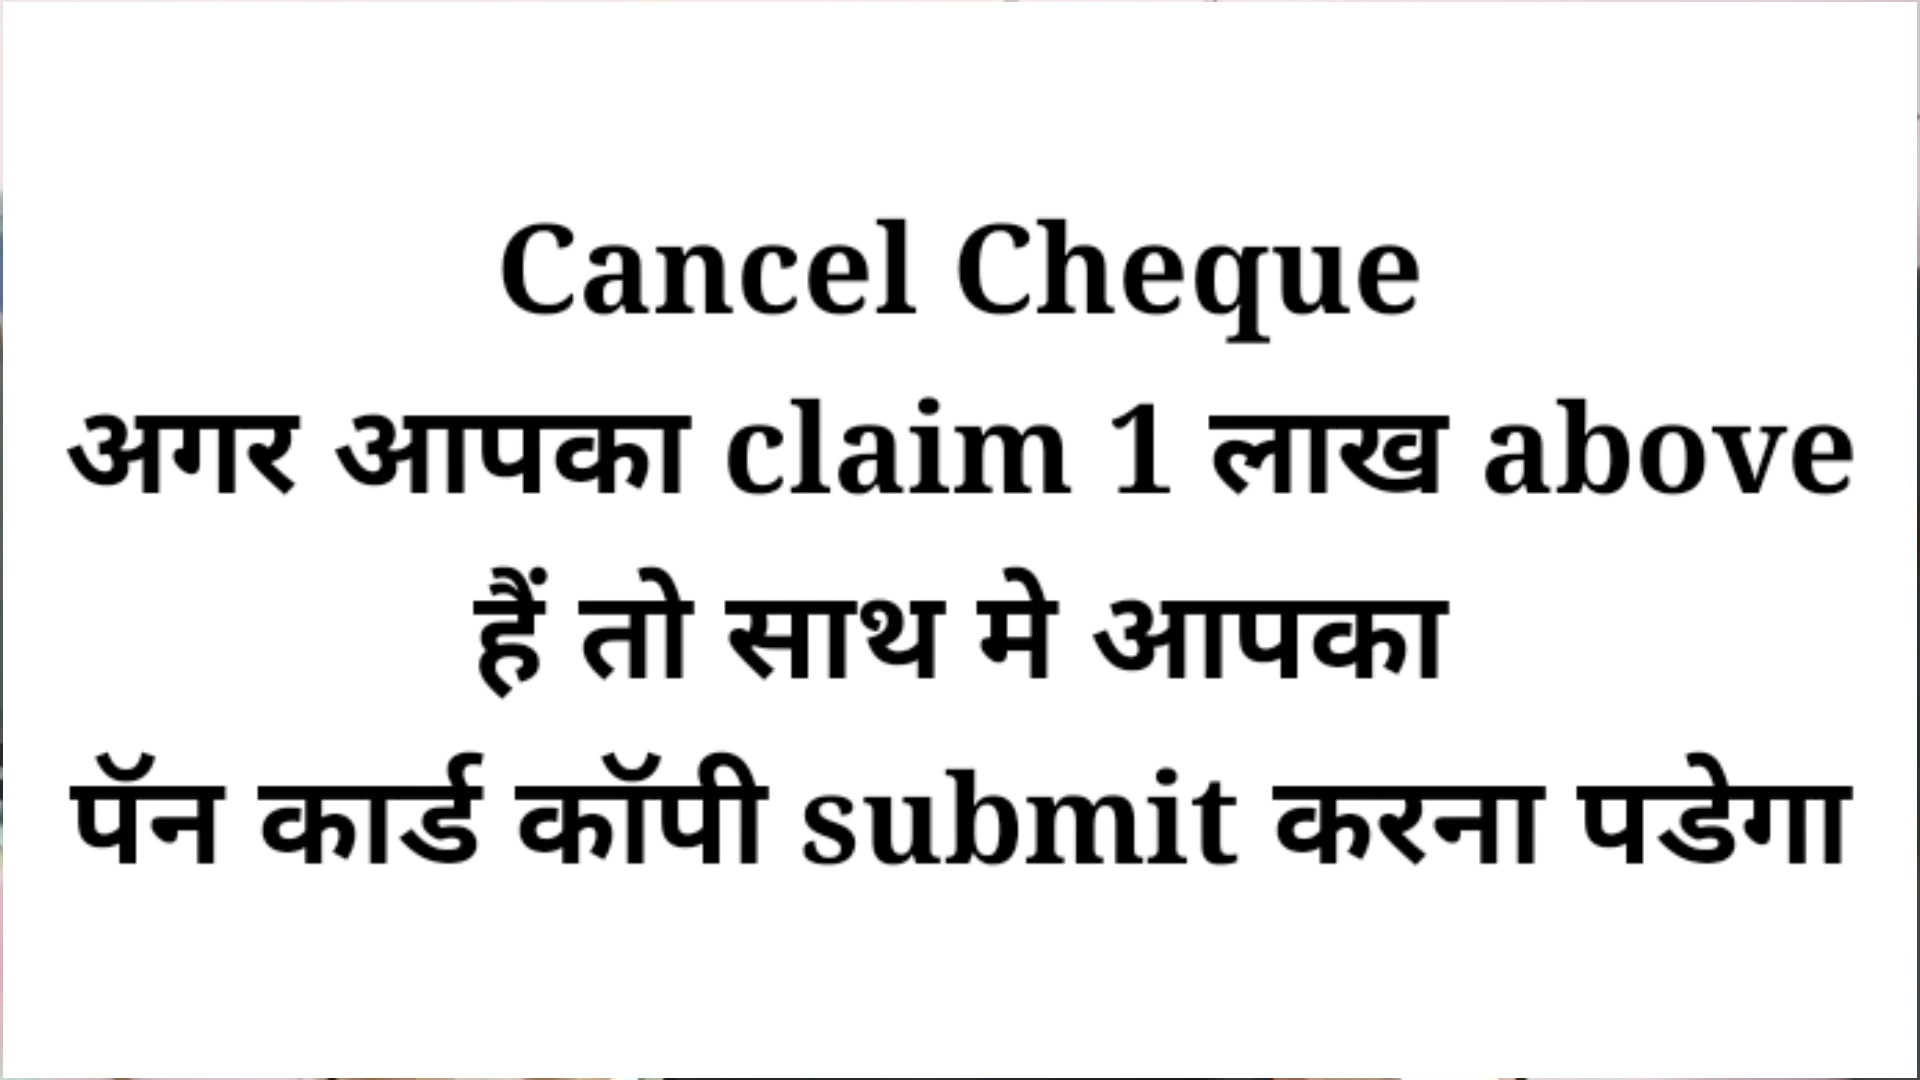 Cancel Cheque
अगर आपका claim 1 लाख above
हैं तो साथ मे आपका
पॅन कार्ड कॉपी submit करना पडेगा